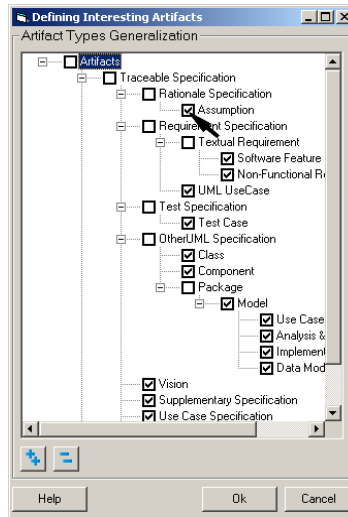 Defining Interesting Artifacts
Artifact Types Generalization
Artifacts
Traceable Specification
Rationale Specification
Assumption
Requirement Specification
Textual Requirement
Software Feature
Non-Functional
UML UseCase
Test Specification
Test Case
OtherUML Specification
Class
Component
Package
Model
Use Case
Analysis &
Implement
Data Mod
Vision
Supplementary Specification
Use Case Specification
Help
Ok
Cancel